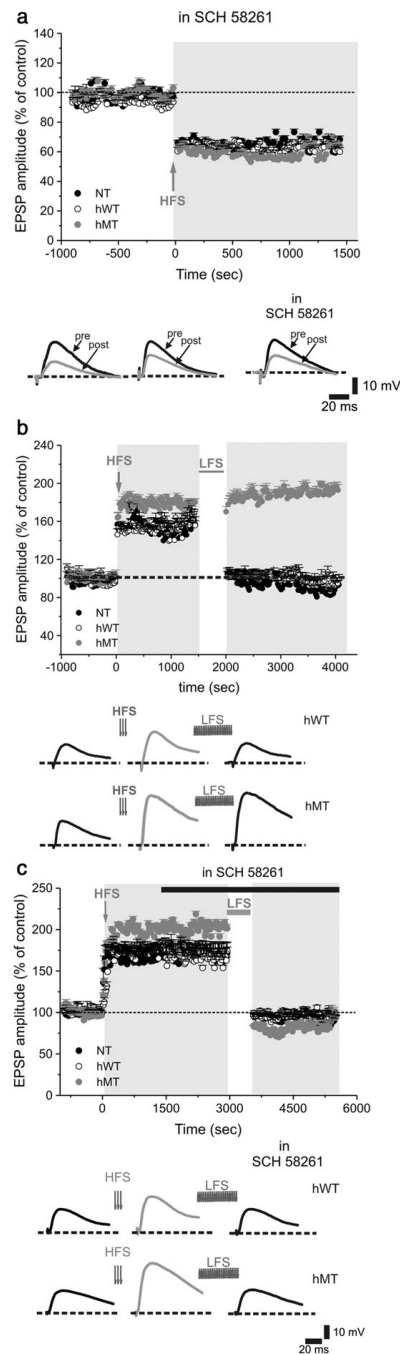 a
in SCH 58261
EPSP amplitude (% of control)
140
120
100
80
60
40
20
0
HFS
NT
hWT
hMT
-1000 -500 0 500 1000 1500
Time (sec)
pre
post
pre
post
in
SCH 58261
pre
post
10 mV
20 ms
b
EPSP amplitude (% of control)
240
200
160
120
80
40
HFS
LFS
NT
hWT
hMT
-1000 0 1000 2000 3000 4000
time (sec)
HFS
LFS
hWT
HFS
LFS
hMT
c
in SCH 58261
EPSP amplitude (% of control)
250
200
150
100
50
0
HFS
LFS
NT
hWT
hMT
0 1500 3000 4500 6000
Time (sec)
in
SCH 58261
HFS
LFS
hWT
HFS
LFS
hMT
10 mV
20 ms